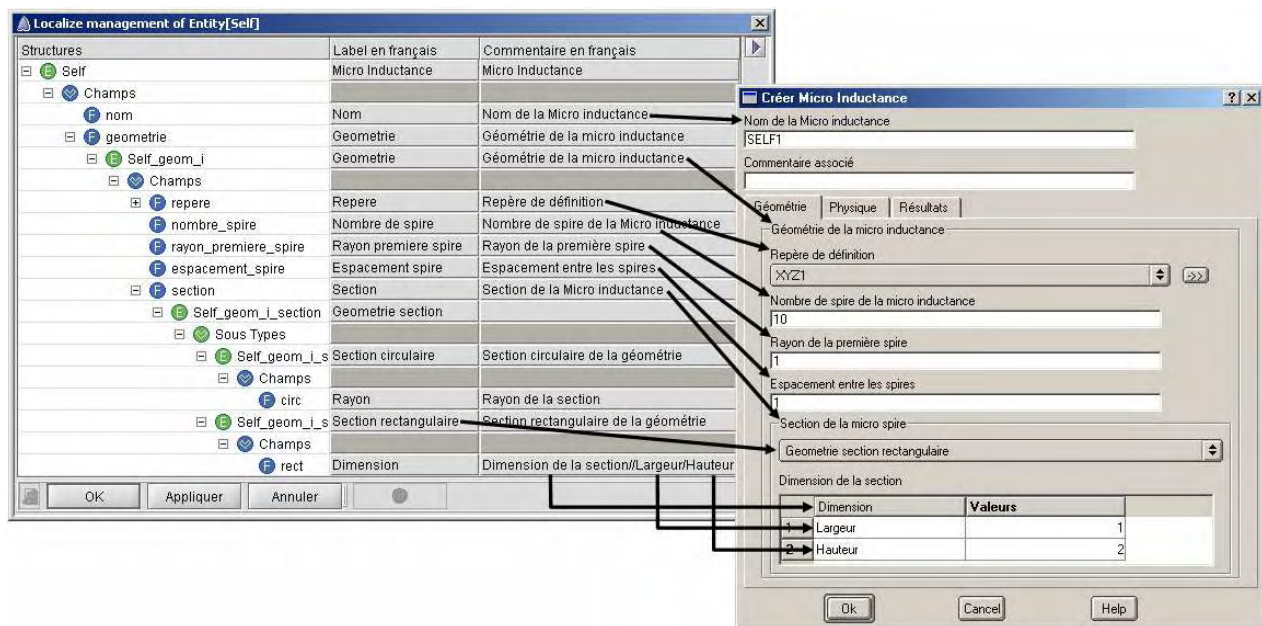 Localize management of Entity[Self]
Structures Label en français Commentaire en français
Self Micro Inductance Micro Inductance
Champs
nom Nom Nom de la Micro inductance
geometrie Geometrie Géométrie de la micro inductance
Self_geom_i Geometrie Géométrie de la micro inductance
Champs
repere Repere Repère de définition
nombre_spire Nombre de spire Nombre de spire de la Micro inductance
rayon_premiere_spire Rayon premiere spire Rayon de la première spire
espacement_spire Espacement spire Espacement entre les spires
section Section Section de la Micro inductance
Self_geom_i_section Geometrie section
Sous Types
Self_geom_i_s Section circulaire Section circulaire de la géométrie
Champs
circ Rayon Rayon de la section
Self_geom_i_s Section rectangulaire Section rectangulaire de la géométrie
Champs
rect Dimension Dimension de la section//Largeur/Hauteur
OK Appliquer Annuler
Créer Micro Inductance
Nom de la Micro inductance
SELF1
Commentaire associé
Géométrie Physique Résultats
Géométrie de la micro inductance
Repère de définition
XYZ1
Nombre de spire de la micro inductance
10
Rayon de la première spire
1
Espacement entre les spires
1
Section de la micro spire
Geometrie section rectangulaire
Dimension de la section
Dimension Valeurs
1 Largeur 1
2 Hauteur 2
Ok Cancel Help